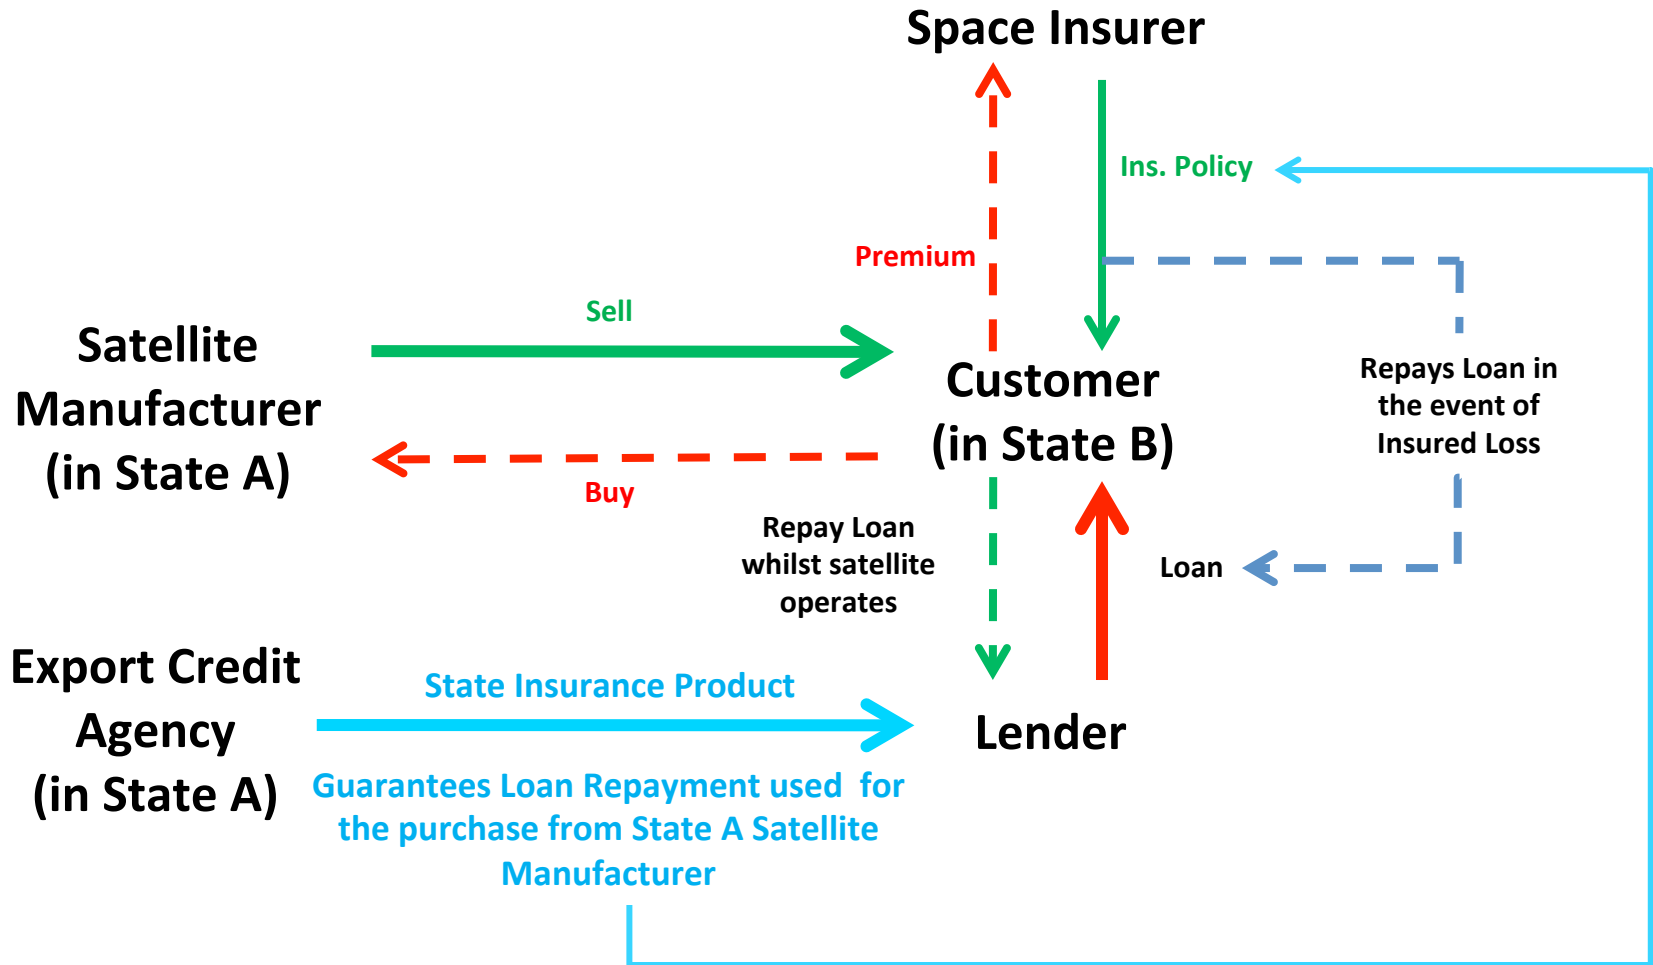 Space Insurer
Ins. Policy
Premium
Sell
Satellite
Manufacturer
(in State A)
Customer
(in State B)
Repays Loan in
the event of
Insured Loss
Buy
Repay Loan
whilst satellite
operates
Loan
Export Credit
Agency
(in State A)
State Insurance Product
Lender
Guarantees Loan Repayment used  for
the purchase from State A Satellite
Manufacturer